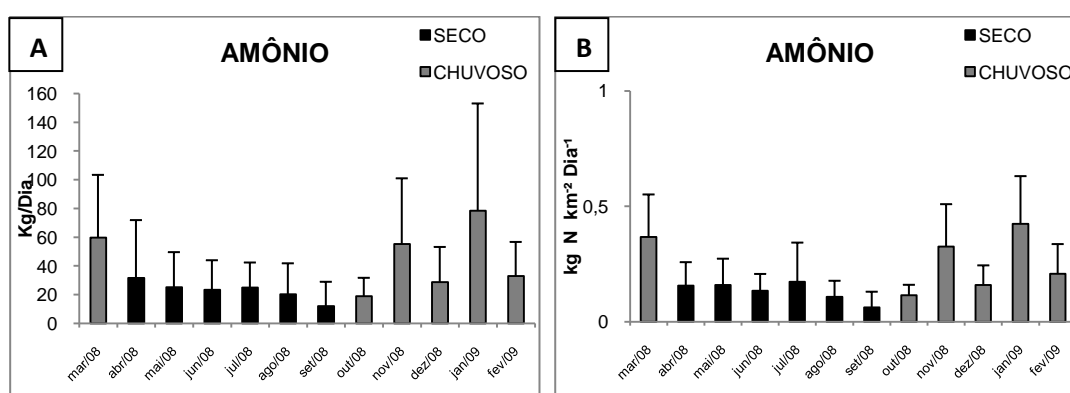 A
AMÔNIO
SECO
CHUVOSO
Kg/Dia
160
140
120
100
80
60
40
20
0
mar/08
abr/08
mai/08
jun/08
jul/08
ago/08
set/08
out/08
nov/08
dez/08
jan/09
fev/09
B
AMÔNIO
SECO
CHUVOSO
kg N km⁻² Dia⁻¹
1
0,5
0
mar/08
abr/08
mai/08
jun/08
jul/08
ago/08
set/08
out/08
nov/08
dez/08
jan/09
fev/09